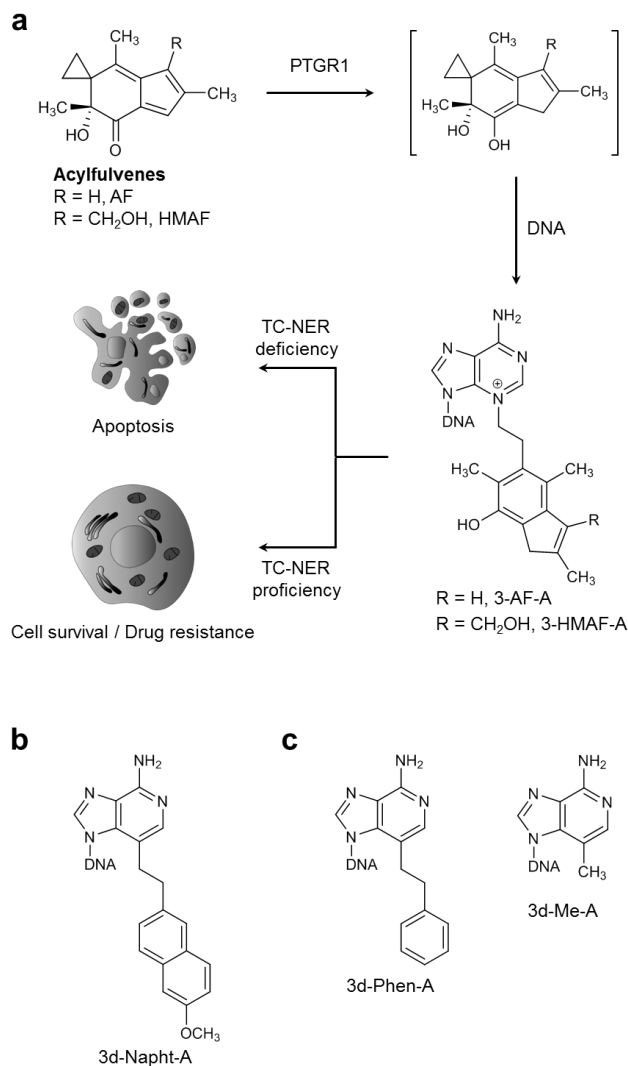 a
CH3
R
PTGR1
CH3
R
H3C
CH3
H3C
CH3
HO
O
HO
OH
Acylfulvenes
R = H, AF
R = CH2OH, HMAF
DNA
TC-NER
deficiency
NH2
N
N
N
N
+
DNA
Apoptosis
H3C
CH3
HO
R
CH3
TC-NER
proficiency
R = H, 3-AF-A
R = CH2OH, 3-HMAF-A
Cell survival / Drug resistance
b
c
NH2
N
N
N
DNA
OCH3
3d-Napht-A
NH2
N
N
N
DNA
3d-Phen-A
NH2
N
N
N
DNA
CH3
3d-Me-A